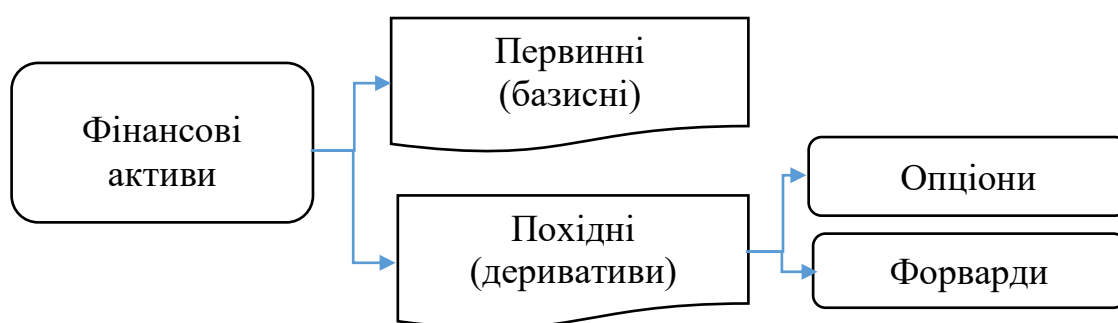 Фінансові
активи
Первинні
(базисні)
Похідні
(деривативи)
Опціони
Форварди